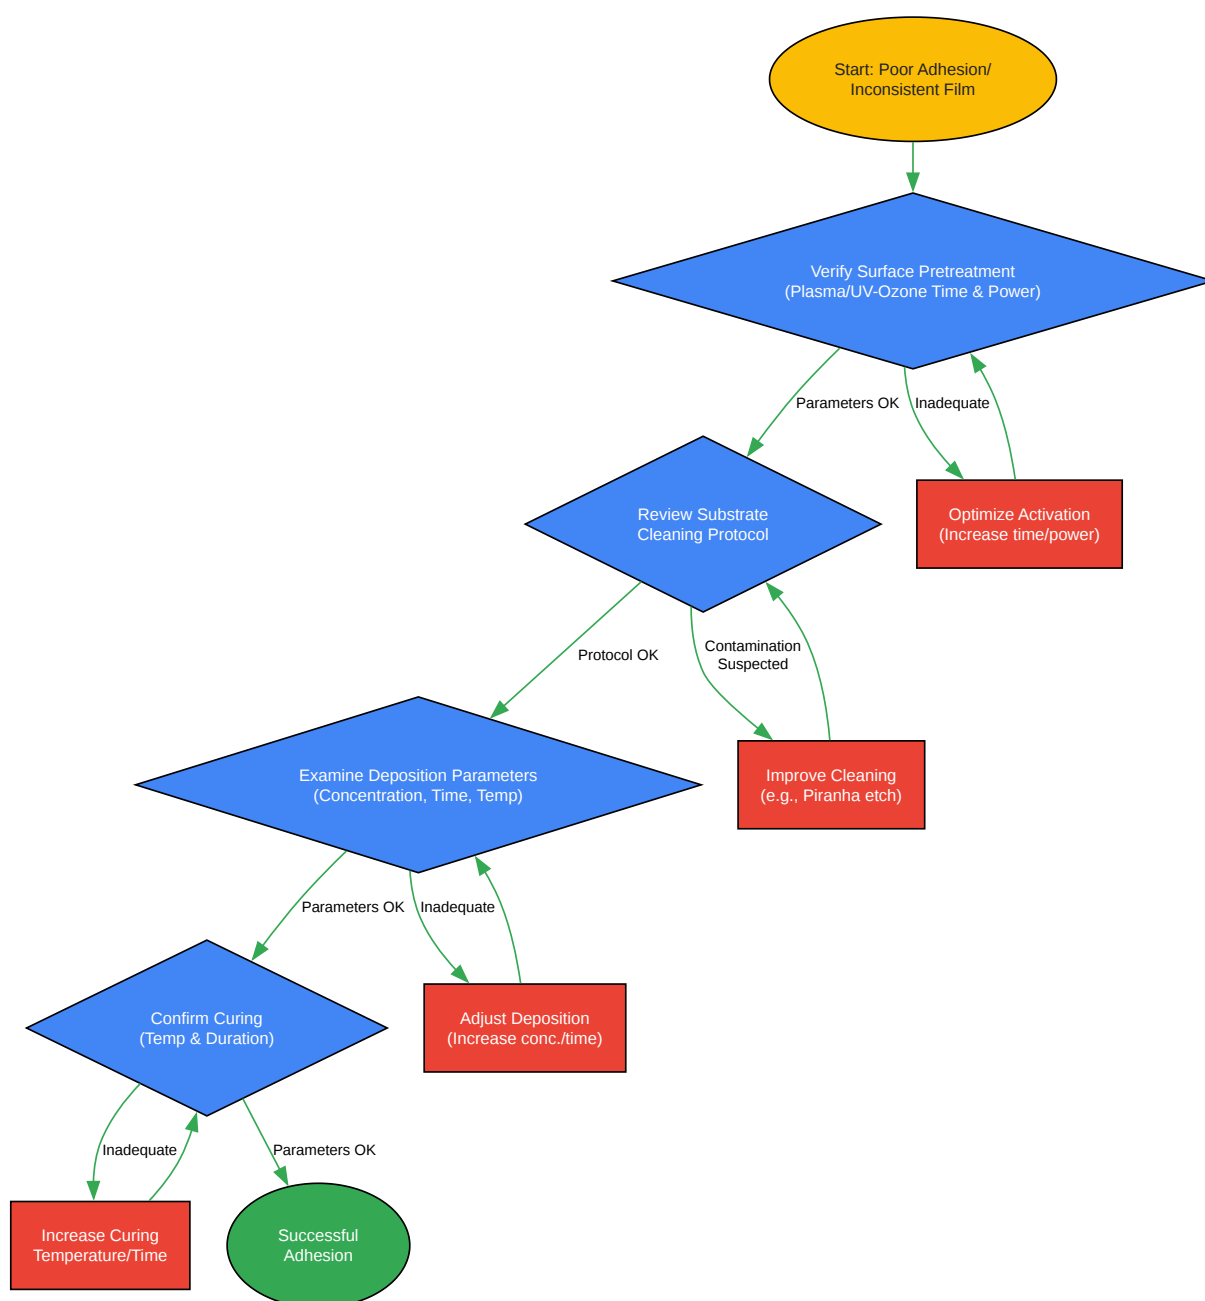 Start: Poor Adhesion/
Inconsistent Film
Verify Surface Pretreatment
(Plasma/UV-Ozone Time & Power)
Parameters OK
Inadequate
Review Substrate
Cleaning Protocol
Optimize Activation
(Increase time/power)
Protocol OK
Contamination
Suspected
Examine Deposition Parameters
(Concentration, Time, Temp)
Improve Cleaning
(e.g., Piranha etch)
Parameters OK
Inadequate
Confirm Curing
(Temp & Duration)
Adjust Deposition
(Increase conc./time)
Inadequate
Parameters OK
Increase Curing
Temperature/Time
Successful
Adhesion